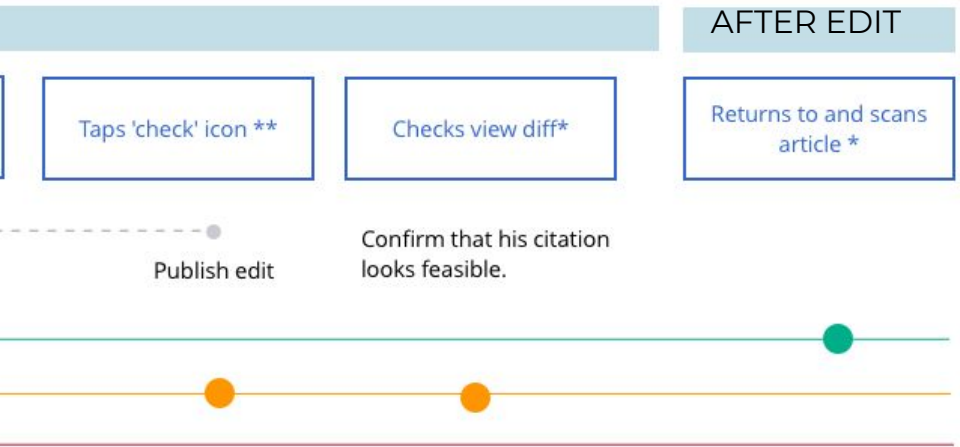 AFTER EDIT
Taps 'check' icon **
Checks view diff*
Returns to and scans
article *
Publish edit
Confirm that his citation
looks feasible.